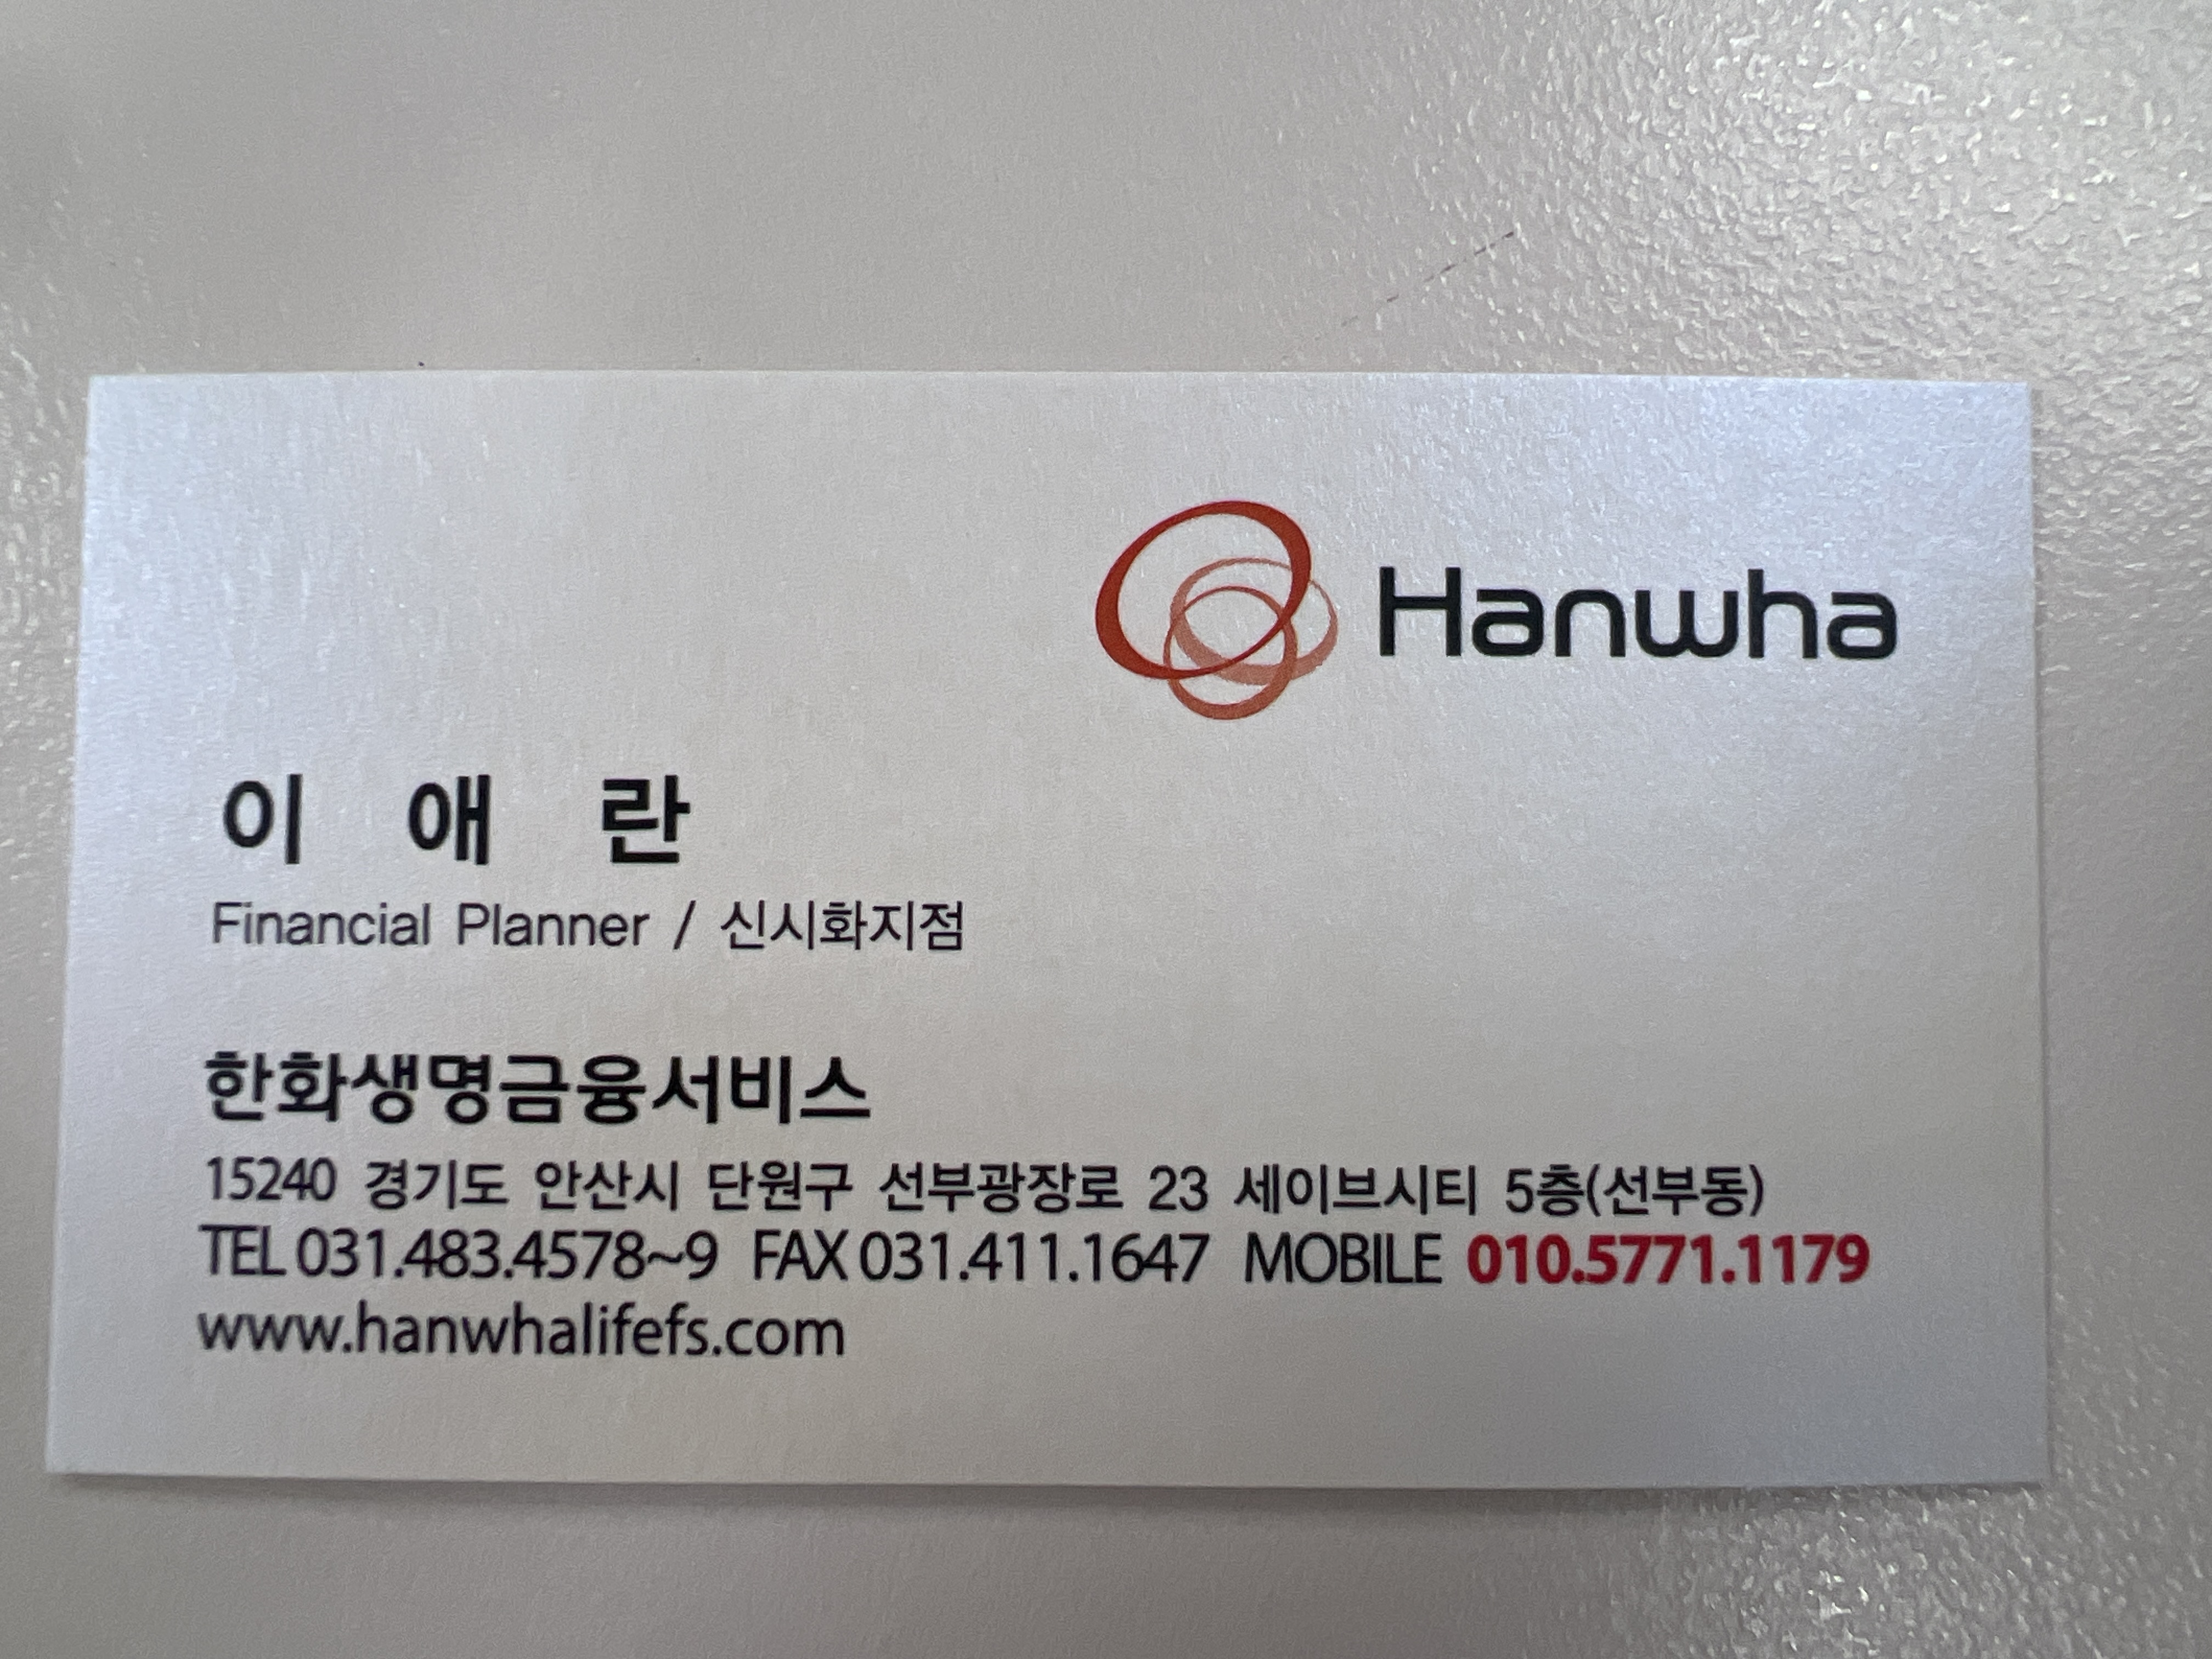 Hanwha
이 애 란
Financial Planner / 신시화지점
한화생명금융서비스
15240 경기도 안산시 단원구 선부광장로 23 세이브시티 5층(선부동)
TEL 031.483.4578~9 FAX 031.411.1647 MOBILE 010.5771.1179
www.hanwhalifefs.com